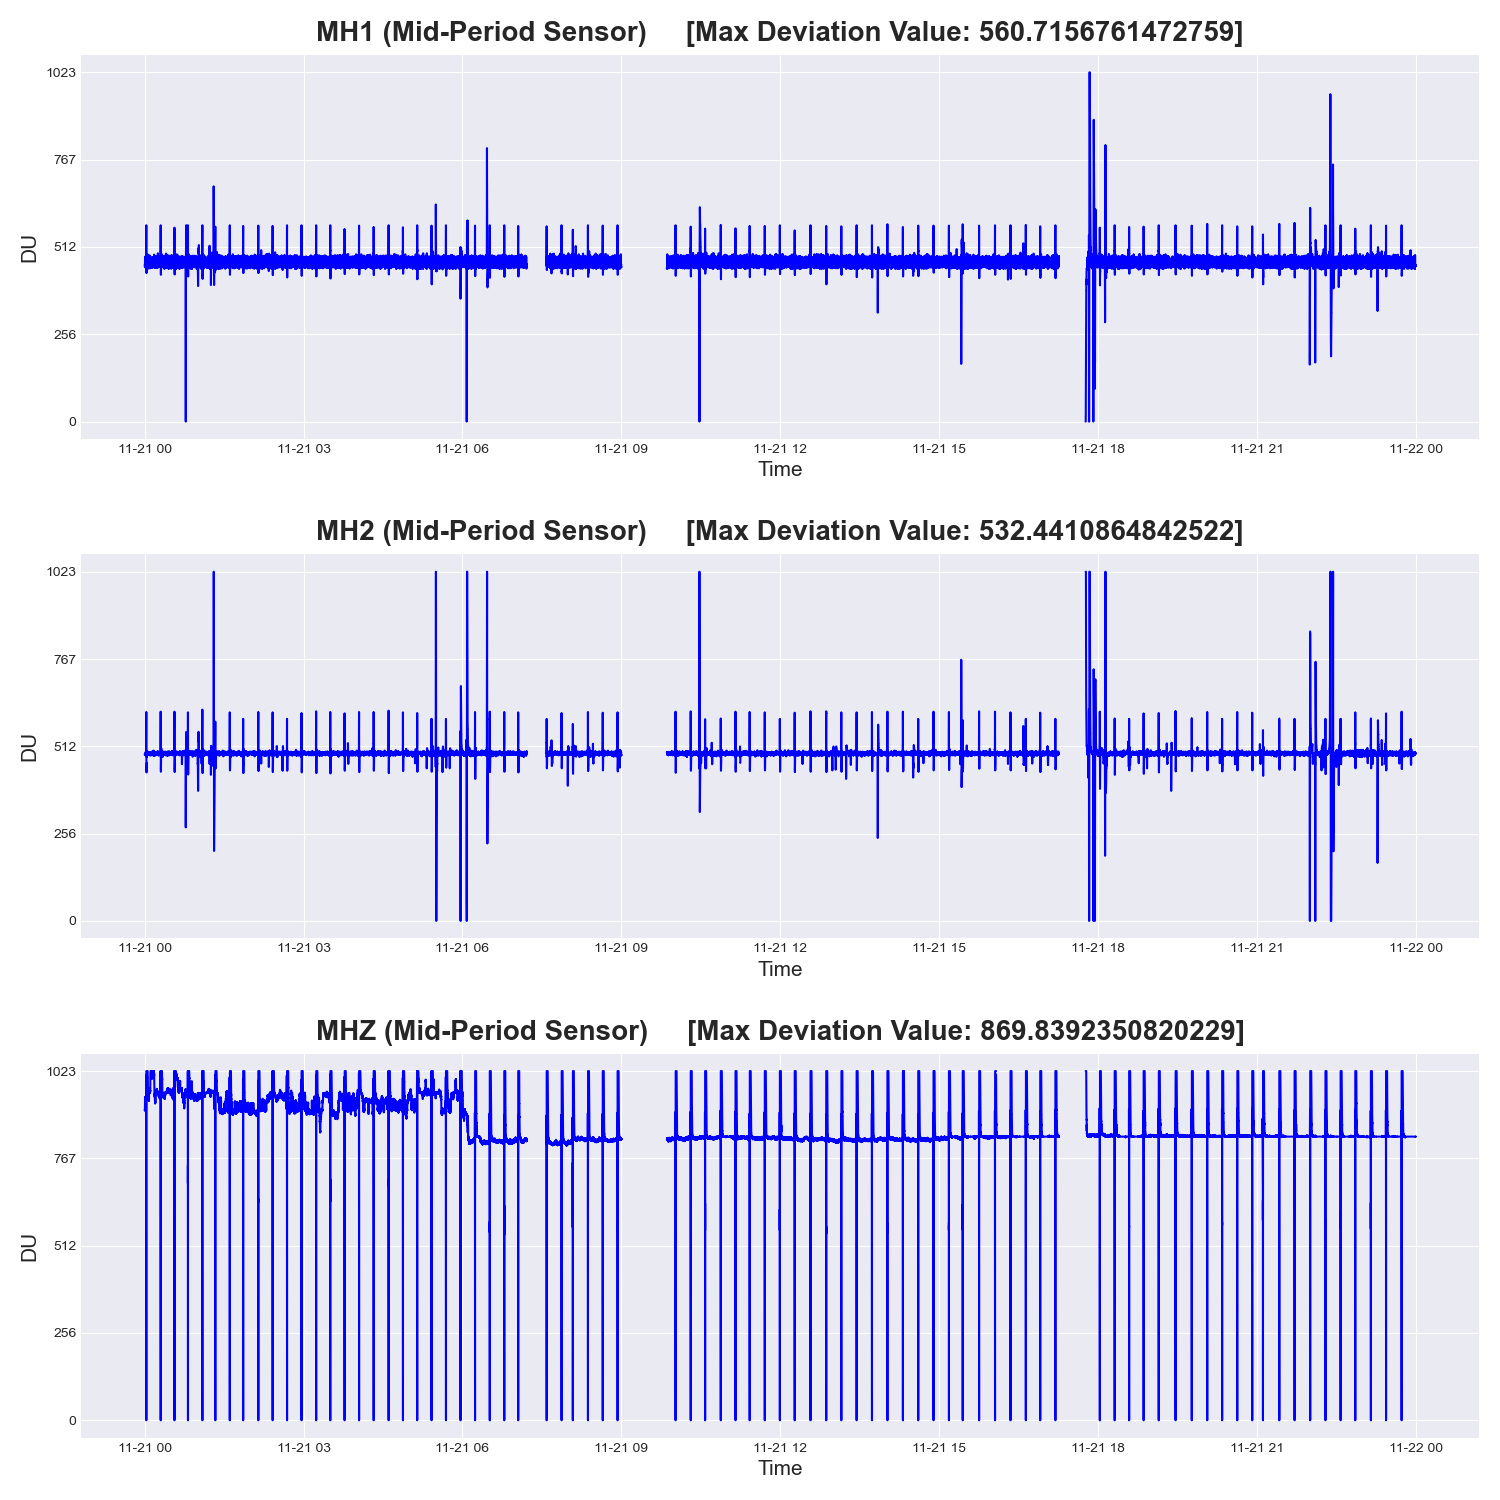 MH1 (Mid-Period Sensor) [Max Deviation Value: 560.7156761472759]
1023
767
512
256
0
DU
11-21 00 11-21 03 11-21 06 11-21 09 11-21 12 11-21 15 11-21 18 11-21 21 11-22 00
Time
MH2 (Mid-Period Sensor) [Max Deviation Value: 532.4410864842522]
1023
767
512
256
0
DU
11-21 00 11-21 03 11-21 06 11-21 09 11-21 12 11-21 15 11-21 18 11-21 21 11-22 00
Time
MHZ (Mid-Period Sensor) [Max Deviation Value: 869.8392350820229]
1023
767
512
256
0
DU
11-21 00 11-21 03 11-21 06 11-21 09 11-21 12 11-21 15 11-21 18 11-21 21 11-22 00
Time